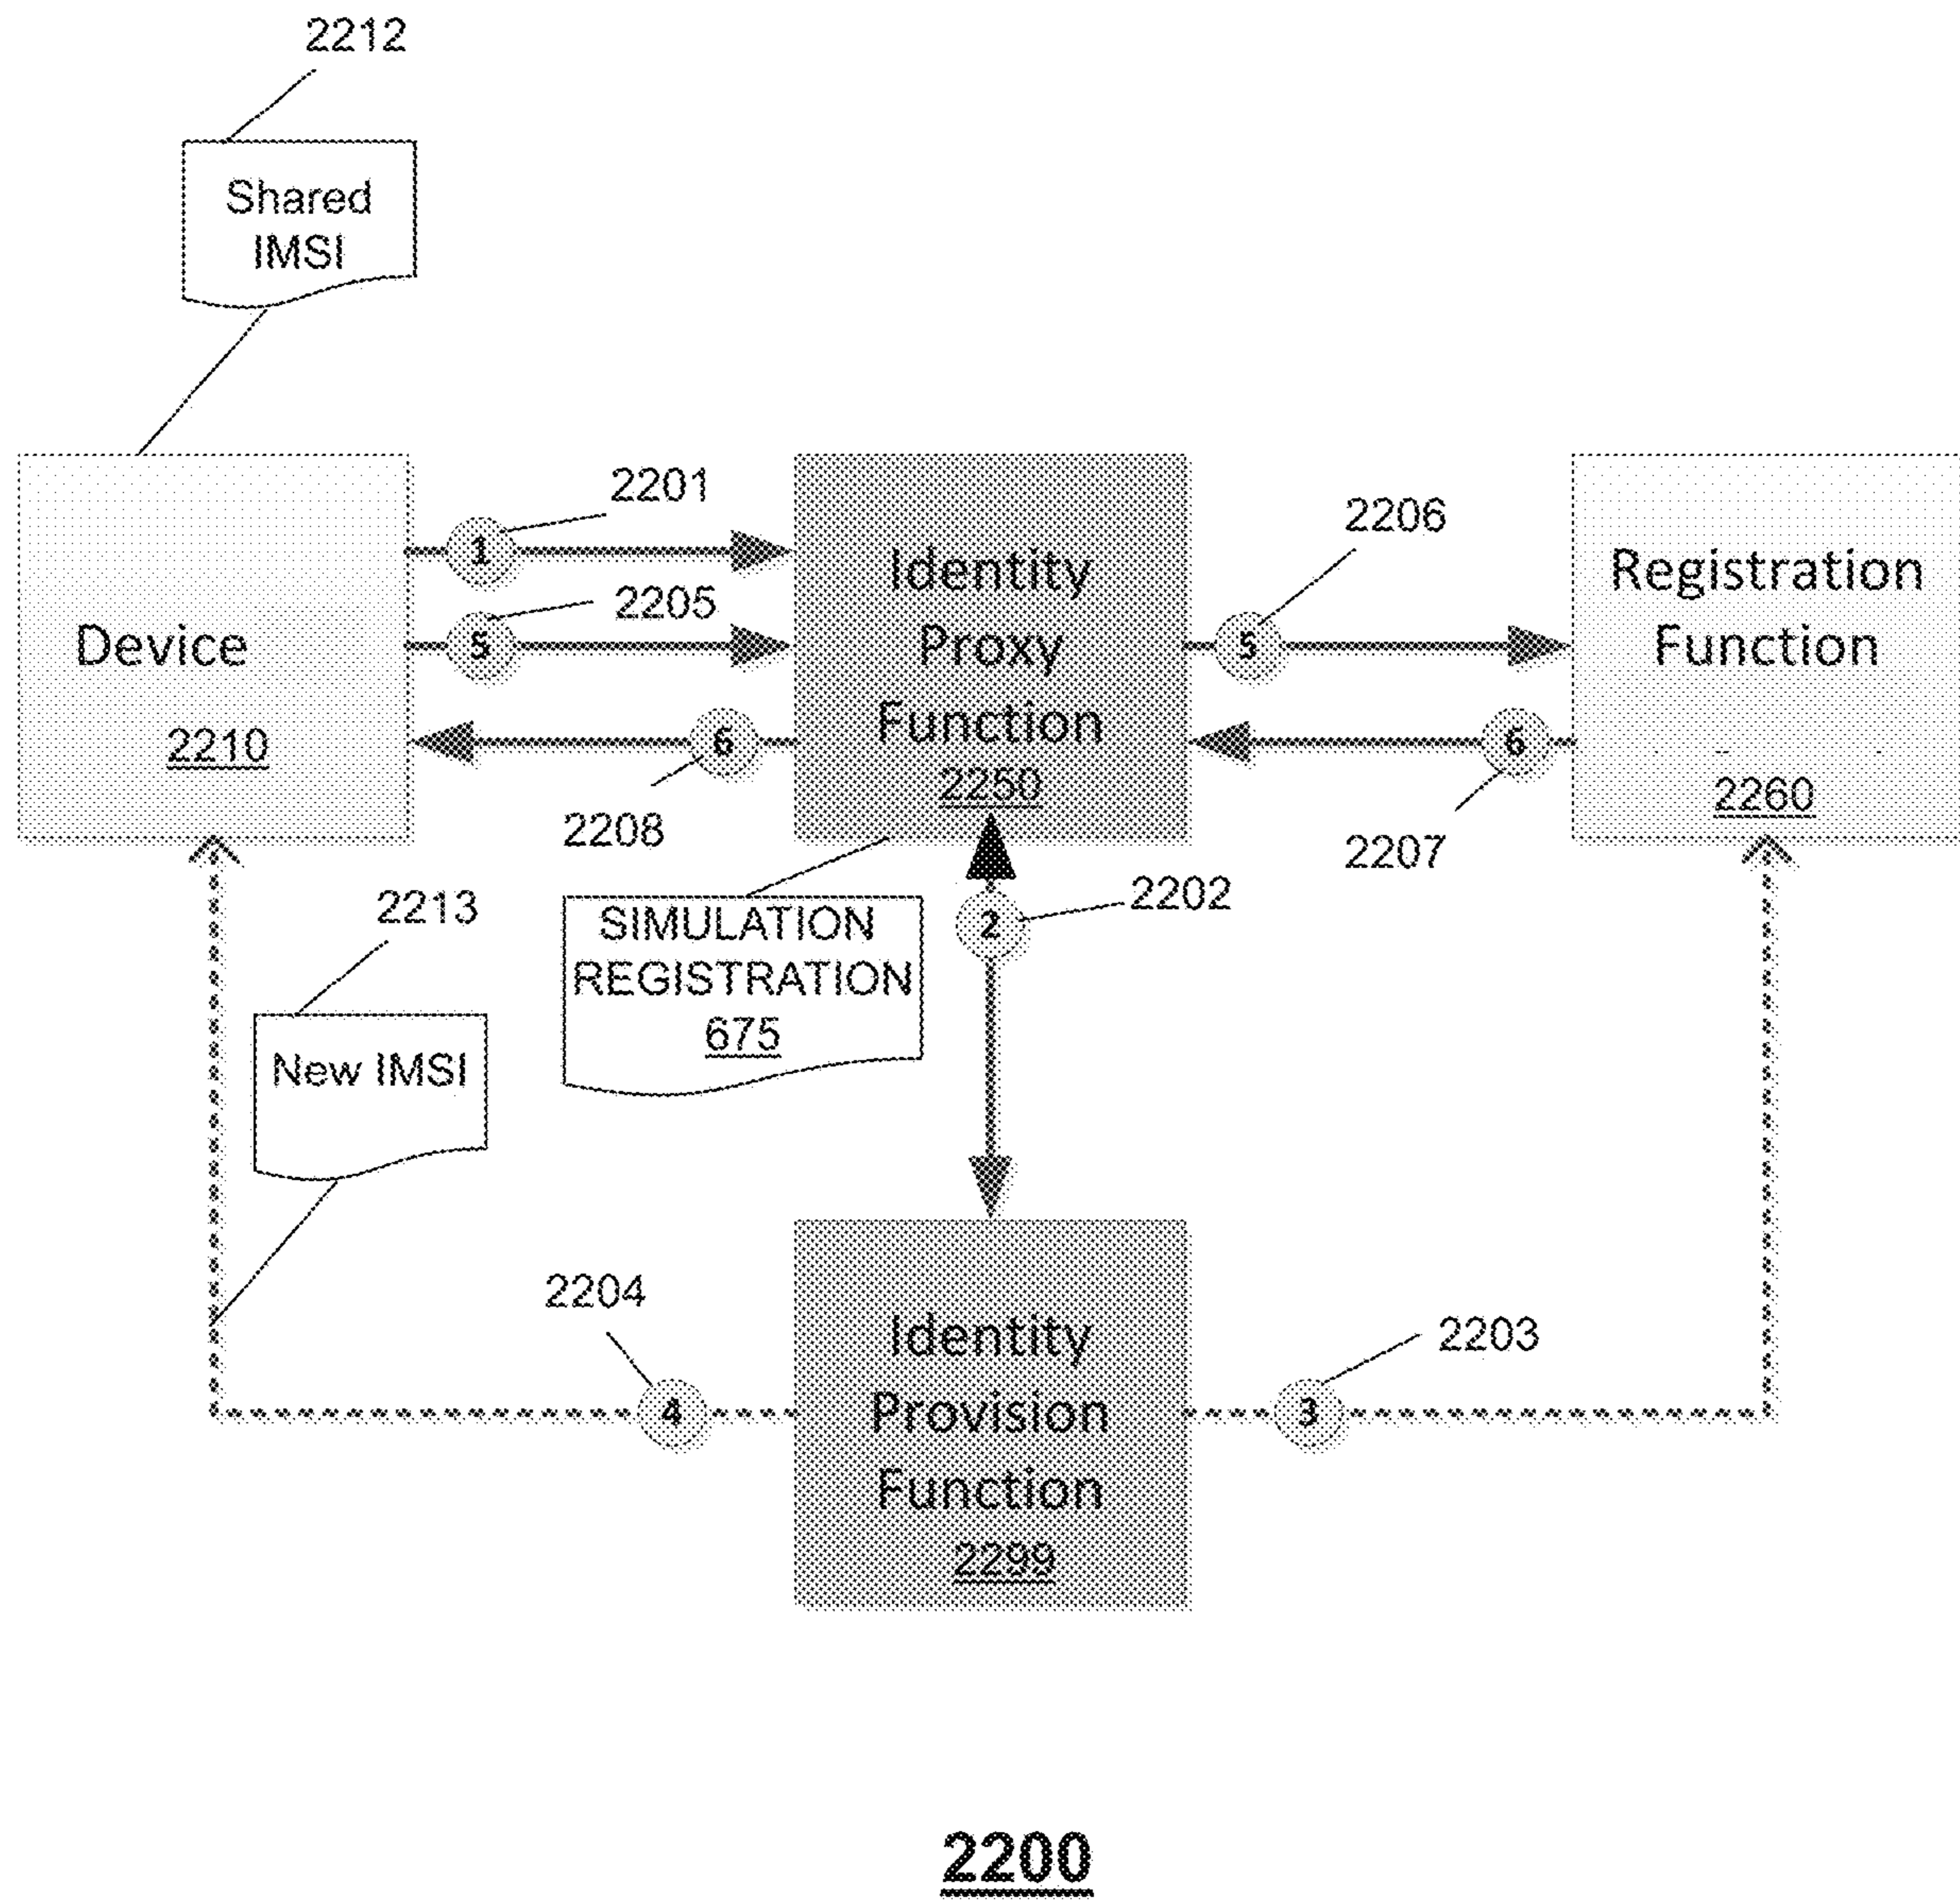 2212
Shared
IMSI
2201
1
2205
5
2206
5
Device
2210
Identity
Proxy
Function
2250
Registration
Function
2260
6
2208
6
2207
2213
New IMSI
SIMULATION
REGISTRATION
675
2
2202
2204
4
2203
3
Identity
Provision
Function
2299
2200